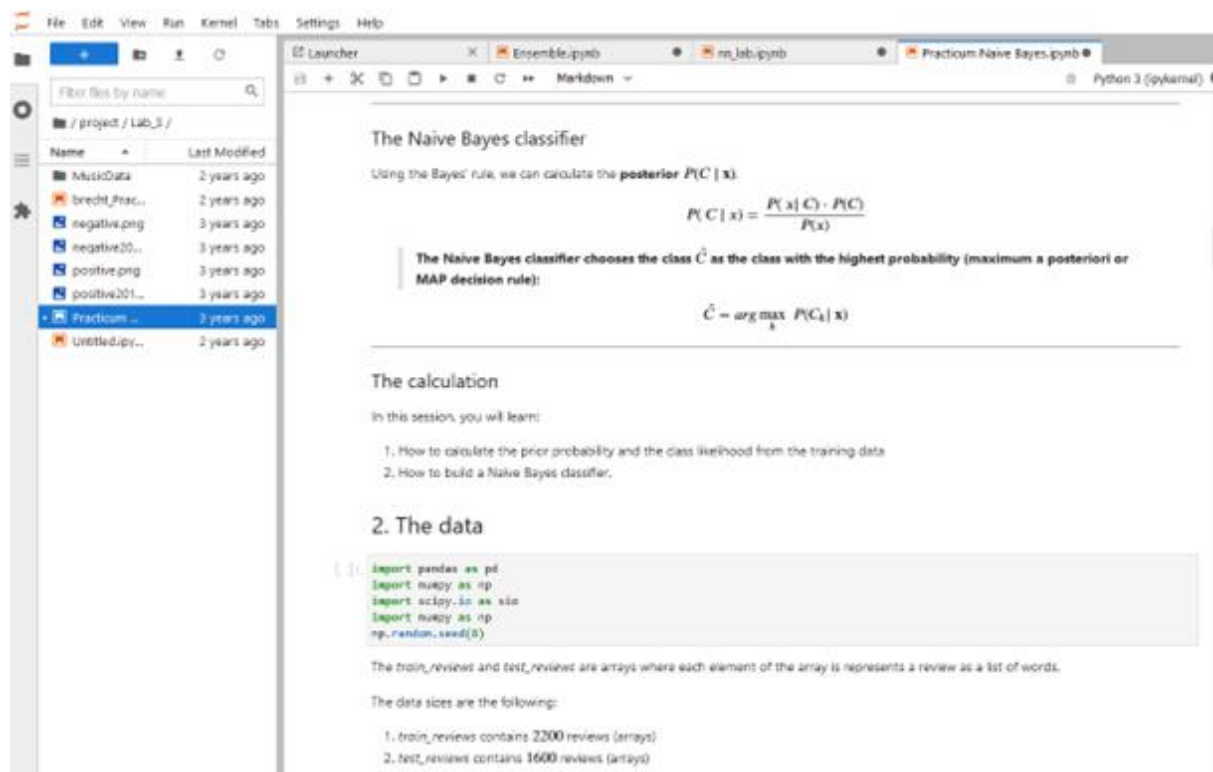 File Edit View Run Kernel Tabs Settings Help
Launcher Ensemble.ipynb nn_lab.ipynb Practicum Naive Bayes.ipynb
Markdown Python 3 (ipykernel)
Filter files by name
/ project / Lab_3 /
Name Last Modified
MusicData 2 years ago
brecht_Prac... 2 years ago
negative.png 3 years ago
negative20... 3 years ago
positive.png 3 years ago
positive201... 3 years ago
Practicum ... 3 years ago
Untitled.ipy... 2 years ago
The Naive Bayes classifier
Using the Bayes' rule, we can calculate the posterior P(C | x).
P( C | x) = P( x| C) · P(C) / P(x)
The Naive Bayes classifier chooses the class Ĉ as the class with the highest probability (maximum a posteriori or
MAP decision rule):
Ĉ = arg max P(C_k | x)
k
The calculation
In this session, you will learn:
1. How to calculate the prior probability and the class likelihood from the training data
2. How to build a Naive Bayes classifier.
2. The data
[ ]: import pandas as pd
import numpy as np
import scipy.io as sio
import numpy as np
The train_reviews and test_reviews are arrays where each element of the array is represents a review as a list of words.
The data sizes are the following:
1. train_reviews contains 2200 reviews (arrays)
2. test_reviews contains 1600 reviews (arrays)